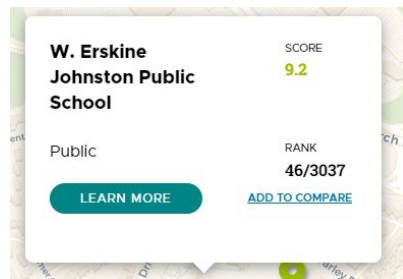 W. Erskine
Johnston Public
School
SCORE
9.2
Public
RANK
46/3037
LEARN MORE
ADD TO COMPARE